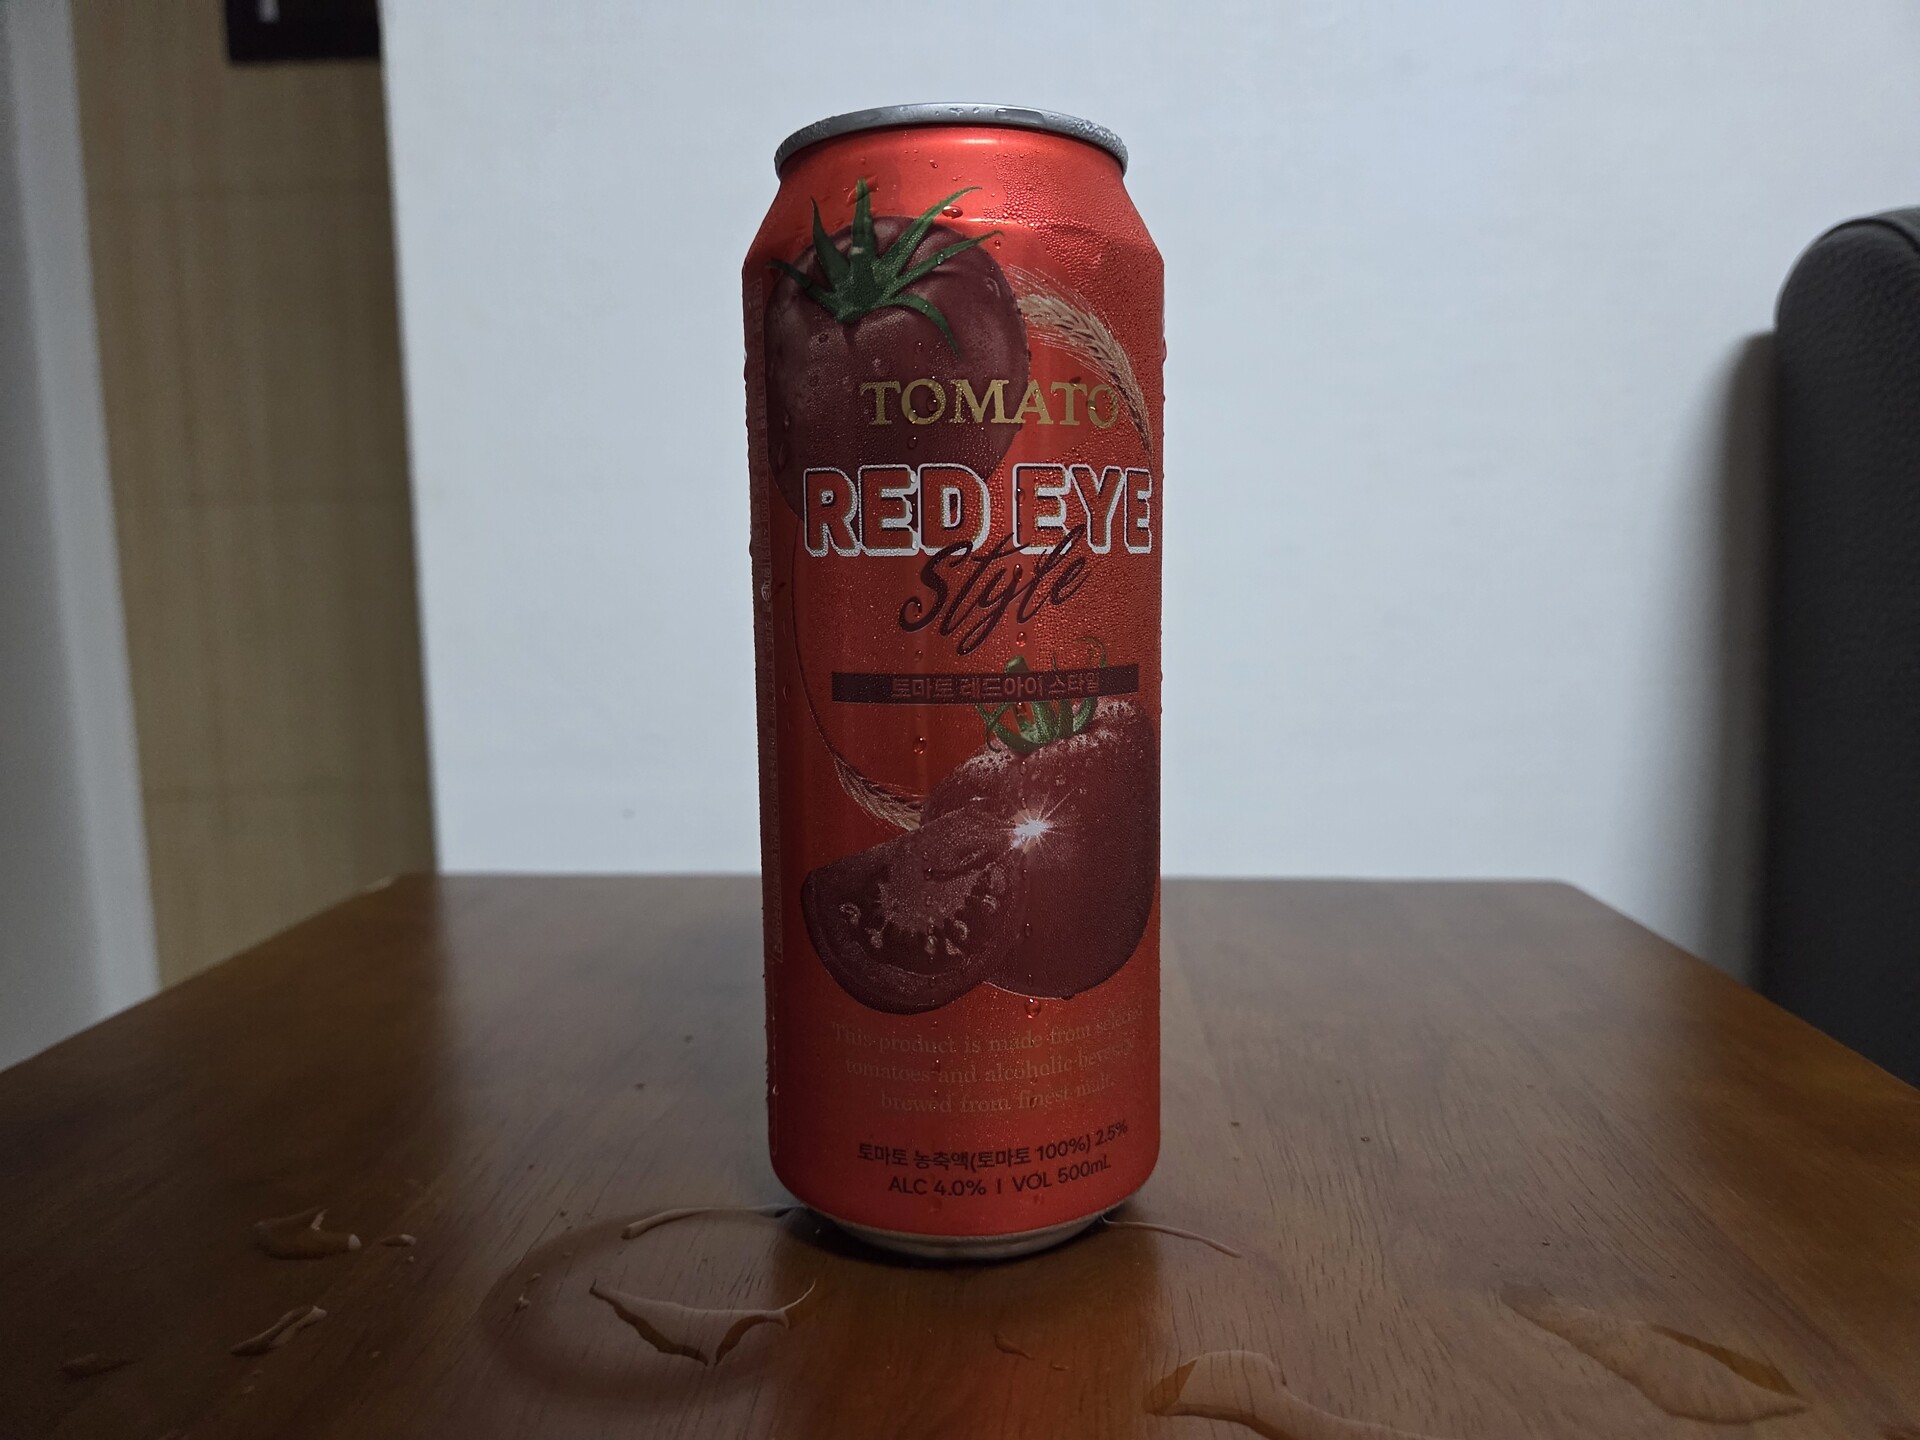 TOMATO
RED EYE
Style
토마토 레드아이 스타일
This product is made from select
tomatoes and alcoholic beverage
brewed from finest malt.
토마토 농축액(토마토 100%) 2.5%
ALC 4.0% I VOL 500mL